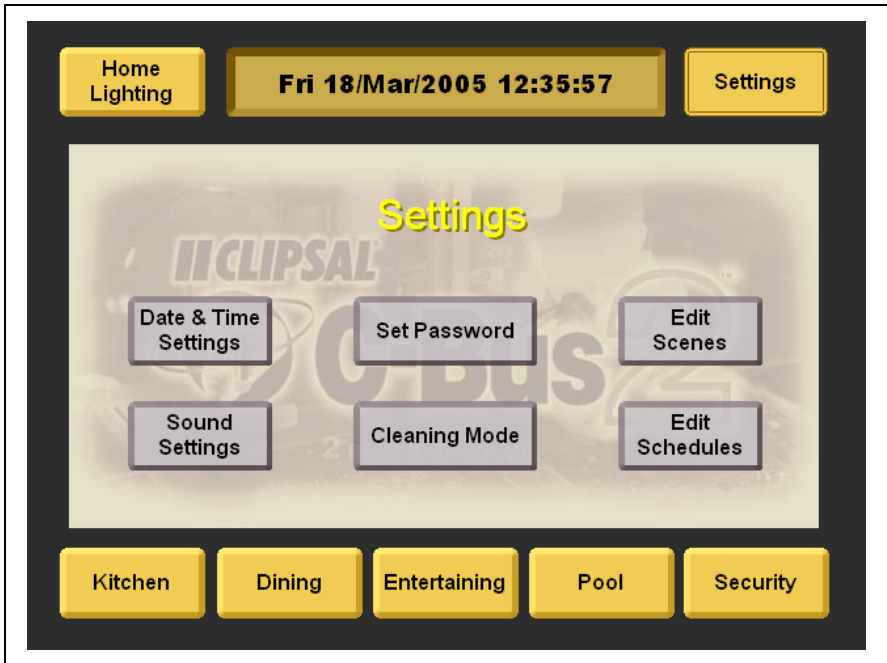 Home
Lighting
Fri 18/Mar/2005 12:35:57
Settings
Settings
CLIPSAL
Date & Time
Settings
Set Password
Edit
Scenes
C-Bus2
Sound
Settings
Cleaning Mode
Edit
Schedules
Kitchen
Dining
Entertaining
Pool
Security